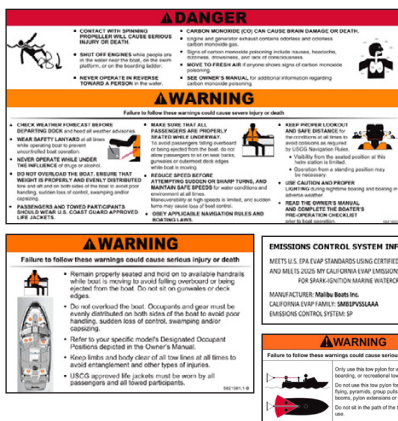 DANGER
• CONTACT WITH SPINNING
PROPELLER WILL CAUSE SERIOUS
INJURY OR DEATH.
• SHUT OFF ENGINES while people are
in the water near the boat, on the swim
platform, or on the boarding ladder.
• NEVER OPERATE IN REVERSE
TOWARD A PERSON in the water.
• CARBON MONOXIDE (CO) CAN CAUSE BRAIN DAMAGE OR DEATH.
• Engine and generator exhaust contains odorless and colorless
carbon monoxide gas.
• Signs of carbon monoxide poisoning include nausea, headache,
dizziness, drowsiness, and lack of consciousness.
• MOVE TO FRESH AIR if anyone shows signs of carbon monoxide
poisoning.
• SEE OWNER'S MANUAL for additional information regarding
carbon monoxide poisoning.
WARNING
Failure to follow these warnings could cause severe injury or death
• CHECK WEATHER FORECAST BEFORE
DEPARTING DOCK and heed all weather advisories.
• WEAR SAFETY LANYARD at all times
while operating boat to prevent
uncontrolled boat operation.
• NEVER OPERATE WHILE UNDER
THE INFLUENCE of drugs or alcohol.
• DO NOT OVERLOAD THE BOAT. ENSURE THAT
WEIGHT IS PROPERLY AND EVENLY DISTRIBUTED
fore and aft and on both sides of the boat to avoid poor
handling, sudden loss of control, swamping and/or
capsizing.
• PASSENGERS AND TOWED PARTICIPANTS
SHOULD WEAR U.S. COAST GUARD APPROVED
LIFE JACKETS.
• MAKE SURE THAT ALL
PASSENGERS ARE PROPERLY
SEATED WHILE UNDERWAY.
To avoid passengers falling overboard
or being ejected from the boat, do not
allow passengers to sit on seat backs,
gunwales or outermost deck edges
while boat is moving.
• REDUCE SPEED BEFORE
ATTEMPTING SUDDEN OR SHARP TURNS, AND
MAINTAIN SAFE SPEEDS for water conditions and
environment at all times.
Maneuverability at high speeds is limited, and sudden
turns may cause loss of boat control.
• OBEY APPLICABLE NAVIGATION RULES AND
BOATING LAWS.
• KEEP PROPER LOOKOUT
AND SAFE DISTANCE for
the conditions at all times to
avoid collisions as required
by USCG Navigation Rules.
• Visibility from the seated position at this
helm station is limited.
• Operation from a standing position may
be necessary.
• USE CAUTION AND PROPER
LIGHTING during nighttime boating and boating in
adverse weather
• READ THE OWNER'S MANUAL
AND COMPLETE THE BOATER'S
PRE-OPERATION CHECKLIST
prior to boat operation.
WARNING
Failure to follow these warnings could cause serious injury or death
• Remain properly seated and hold on to available handrails
while boat is moving to avoid falling overboard or being
ejected from the boat. Do not sit on gunwales or deck
edges.
• Do not overload the boat. Occupants and gear must be
evenly distributed on both sides of the boat to avoid poor
handling, sudden loss of control, swamping and/or
capsizing.
• Refer to your specific model's Designated Occupant
Positions depicted in the Owner's Manual.
• Keep limbs and body clear of all tow lines at all times to
avoid entanglement and other types of injuries.
• USCG approved life jackets must be worn by all
passengers and all towed participants.
EMISSIONS CONTROL SYSTEM INF
MEETS U.S. EPA EVAP STANDARDS USING CERTIFIED
AND MEETS 2025 MY CALIFORNIA EVAP EMISSION
FOR SPARK-IGNITION MARINE WATERCR
MANUFACTURER: Malibu Boats Inc.
CALIFORNIA EVAP FAMILY: SMB1PVSSLAAA
EMISSIONS CONTROL SYSTEM: SP
WARNING
Failure to follow these warnings could cause seriou
Only use this tow pylon for w
boarding, or recreational tow
Do not use this tow pylon for
flying, pyramids, group pulls,
booms, pylon extensions or
Do not sit in the path of the t
use.